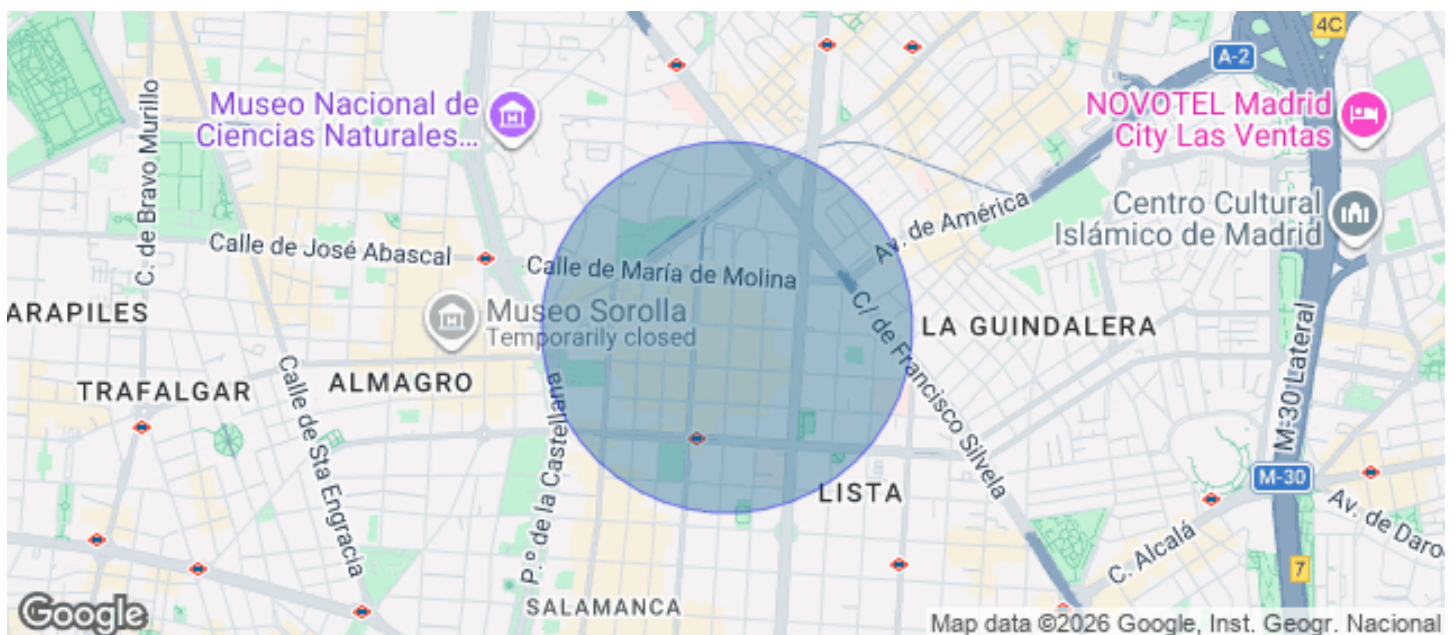 4C
A-2
Museo Nacional de
Ciencias Naturales...
NOVOTEL Madrid
City Las Ventas
C. de Bravo Murillo
Centro Cultural
Islámico de Madrid
Av. de América
Calle de José Abascal
Calle de María de Molina
ARAPILES
Museo Sorolla
Temporarily closed
C/ de Francisco Silvela
LA GUINDALERA
M-30 Lateral
TRAFALGAR
ALMAGRO
Calle de Sta Engracia
P.º de la Castellana
LISTA
M-30
Av. de Daroc
C. Alcalá
7
SALAMANCA
Google
Map data ©2026 Google, Inst. Geogr. Nacional